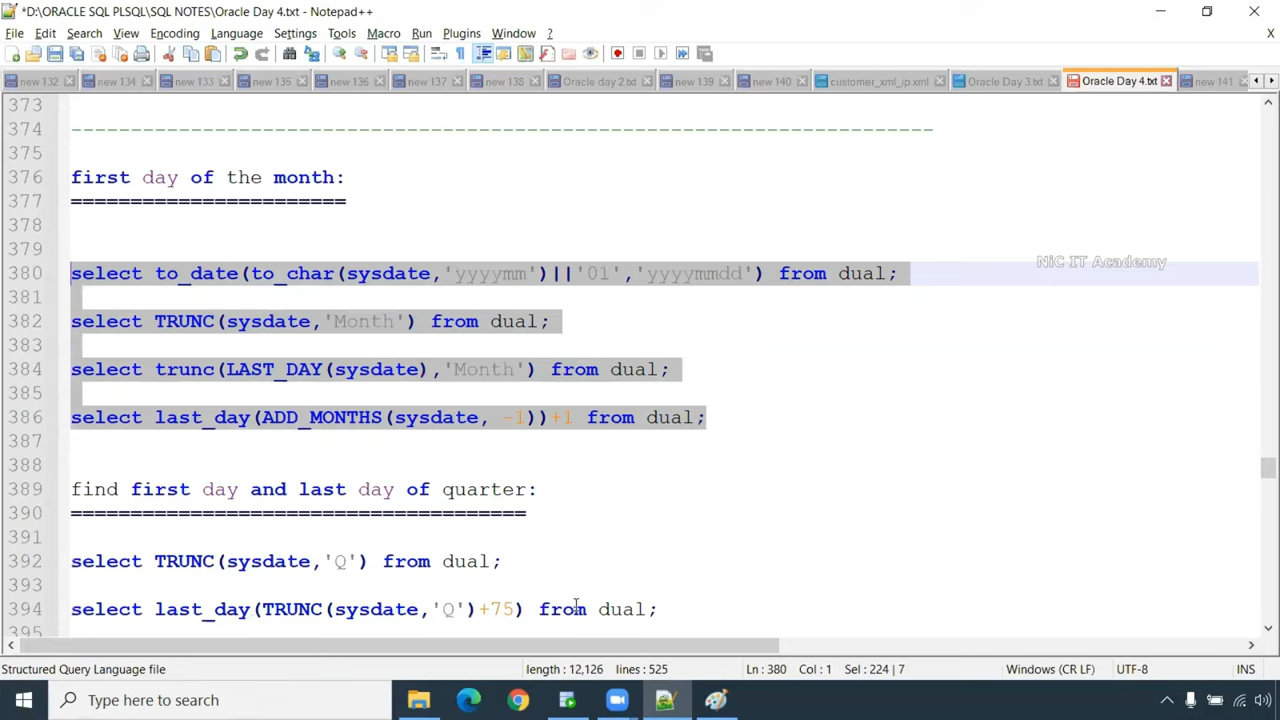 *D:\ORACLE SQL PLSQL\SQL NOTES\Oracle Day 4.txt - Notepad++
File Edit Search View Encoding Language Settings Tools Macro Run Plugins Window ? X
new 132 new 134 new 133 new 135 new 136 new 137 new 138 Oracle day 2.txt new 139 new 140 customer_xml_ip.xml Oracle Day 3.txt Oracle Day 4.txt new 141
373
374 ------------------------------------------------------------------------
375
376 first day of the month:
377 =======================
378
379
380 select to_date(to_char(sysdate,'yyyymm')||'01','yyyymmdd') from dual;
NiC IT Academy
381
382 select TRUNC(sysdate,'Month') from dual;
383
384 select trunc(LAST_DAY(sysdate),'Month') from dual;
385
386 select last_day(ADD_MONTHS(sysdate, -1))+1 from dual;
387
388
389 find first day and last day of quarter:
390 ======================================
391
392 select TRUNC(sysdate,'Q') from dual;
393
394 select last_day(TRUNC(sysdate,'Q')+75) from dual;
395
Structured Query Language file length : 12,126 lines : 525 Ln : 380 Col : 1 Sel : 224 | 7 Windows (CR LF) UTF-8 INS
Type here to search